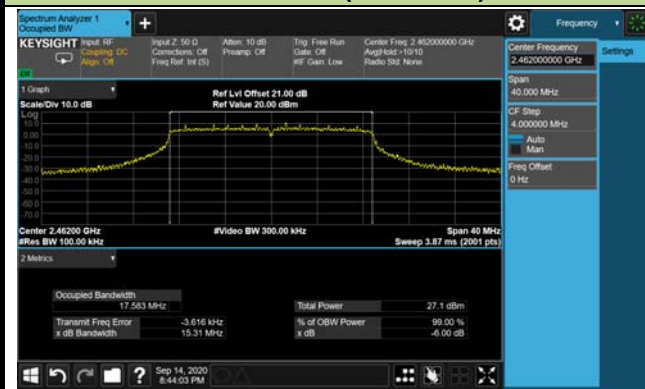 Spectrum Analyzer 1
Occupied BW
+
Frequency
KEYSIGHT Input: RF
Coupling: DC
Align: Off
Input Z: 50 Ω
Corrections: Off
Freq Ref: Int (S)
Atten: 10 dB
Preamp: Off
Trig: Free Run
Gate: Off
#IF Gain: Low
Center Freq: 2.462000000 GHz
Avg|Hold:>10/10
Radio Std: None
Center Frequency
2.462000000 GHz
Settings
Span
40.000 MHz
CF Step
4.000000 MHz
Auto
Man
Freq Offset
0 Hz
1 Graph
Scale/Div 10.0 dB
Ref Lvl Offset 21.00 dB
Ref Value 20.00 dBm
Log
10.0
0.00
-10.0
-20.0
-30.0
-40.0
-50.0
-60.0
-70.0
Center 2.46200 GHz
#Res BW 100.00 kHz
#Video BW 300.00 kHz
Span 40 MHz
Sweep 3.87 ms (2001 pts)
2 Metrics
Occupied Bandwidth
17.583 MHz
Total Power 27.1 dBm
Transmit Freq Error -3.616 kHz
% of OBW Power 99.00 %
x dB Bandwidth 15.31 MHz
x dB -6.00 dB
?
Sep 14, 2020
8:44:03 PM